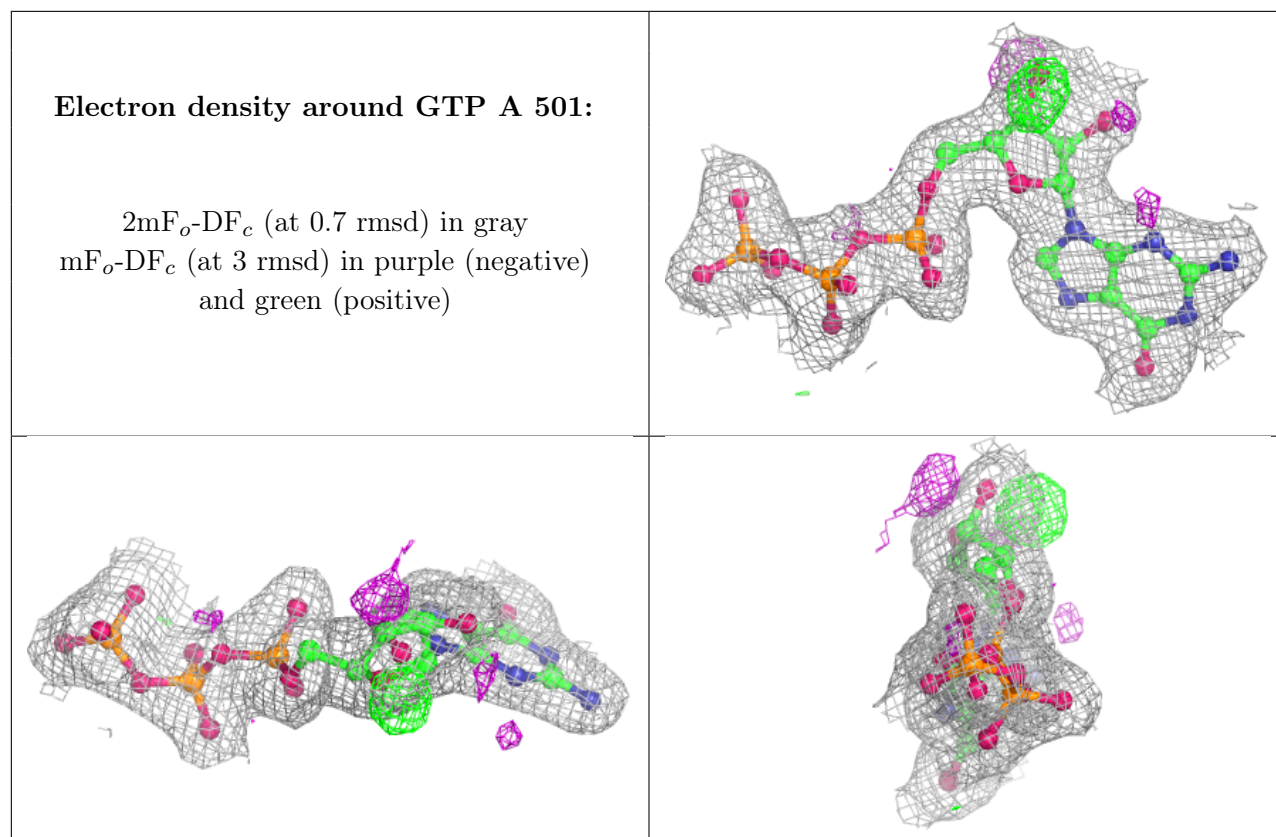 Electron density around GTP A 501:
2mFo-DFc (at 0.7 rmsd) in gray
mFo-DFc (at 3 rmsd) in purple (negative)
and green (positive)